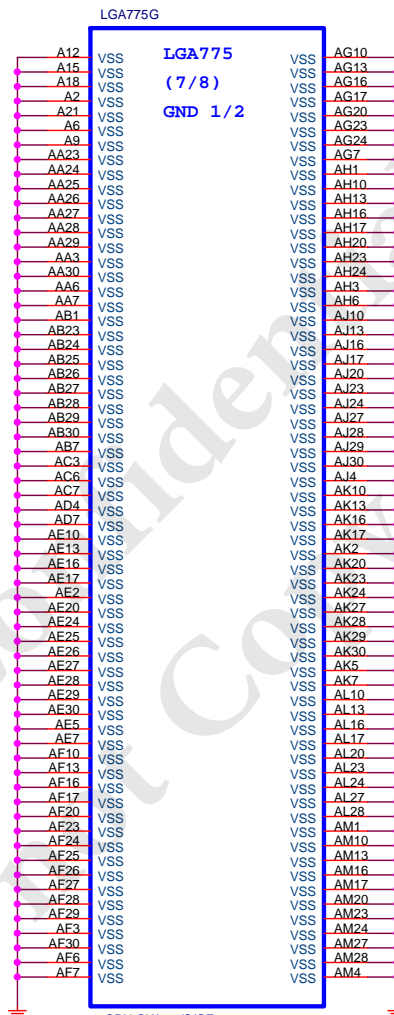 LGA775G
A12 VSS LGA775 VSS AG10
A15 VSS VSS AG13
A18 VSS (7/8) VSS AG16
A2 VSS VSS AG17
A21 VSS GND 1/2 VSS AG20
A6 VSS VSS AG23
A9 VSS VSS AG24
AA23 VSS VSS AG7
AA24 VSS VSS AH1
AA25 VSS VSS AH10
AA26 VSS VSS AH13
AA27 VSS VSS AH16
AA28 VSS VSS AH17
AA29 VSS VSS AH20
AA3 VSS VSS AH23
AA30 VSS VSS AH24
AA6 VSS VSS AH3
AA7 VSS VSS AH6
AB1 VSS VSS AJ10
AB23 VSS VSS AJ13
AB24 VSS VSS AJ16
AB25 VSS VSS AJ17
AB26 VSS VSS AJ20
AB27 VSS VSS AJ23
AB28 VSS VSS AJ24
AB29 VSS VSS AJ27
AB30 VSS VSS AJ28
AB7 VSS VSS AJ29
AC3 VSS VSS AJ30
AC6 VSS VSS AJ4
AC7 VSS VSS AK10
AD4 VSS VSS AK13
AD7 VSS VSS AK16
AE10 VSS VSS AK17
AE13 VSS VSS AK2
AE16 VSS VSS AK20
AE17 VSS VSS AK23
AE2 VSS VSS AK24
AE20 VSS VSS AK27
AE24 VSS VSS AK28
AE25 VSS VSS AK29
AE26 VSS VSS AK30
AE27 VSS VSS AK5
AE28 VSS VSS AK7
AE29 VSS VSS AL10
AE30 VSS VSS AL13
AE5 VSS VSS AL16
AE7 VSS VSS AL17
AF10 VSS VSS AL20
AF13 VSS VSS AL23
AF16 VSS VSS AL24
AF17 VSS VSS AL27
AF20 VSS VSS AL28
AF23 VSS VSS AM1
AF24 VSS VSS AM10
AF25 VSS VSS AM13
AF26 VSS VSS AM16
AF27 VSS VSS AM17
AF28 VSS VSS AM20
AF29 VSS VSS AM23
AF3 VSS VSS AM24
AF30 VSS VSS AM27
AF6 VSS VSS AM28
AF7 VSS VSS AM4